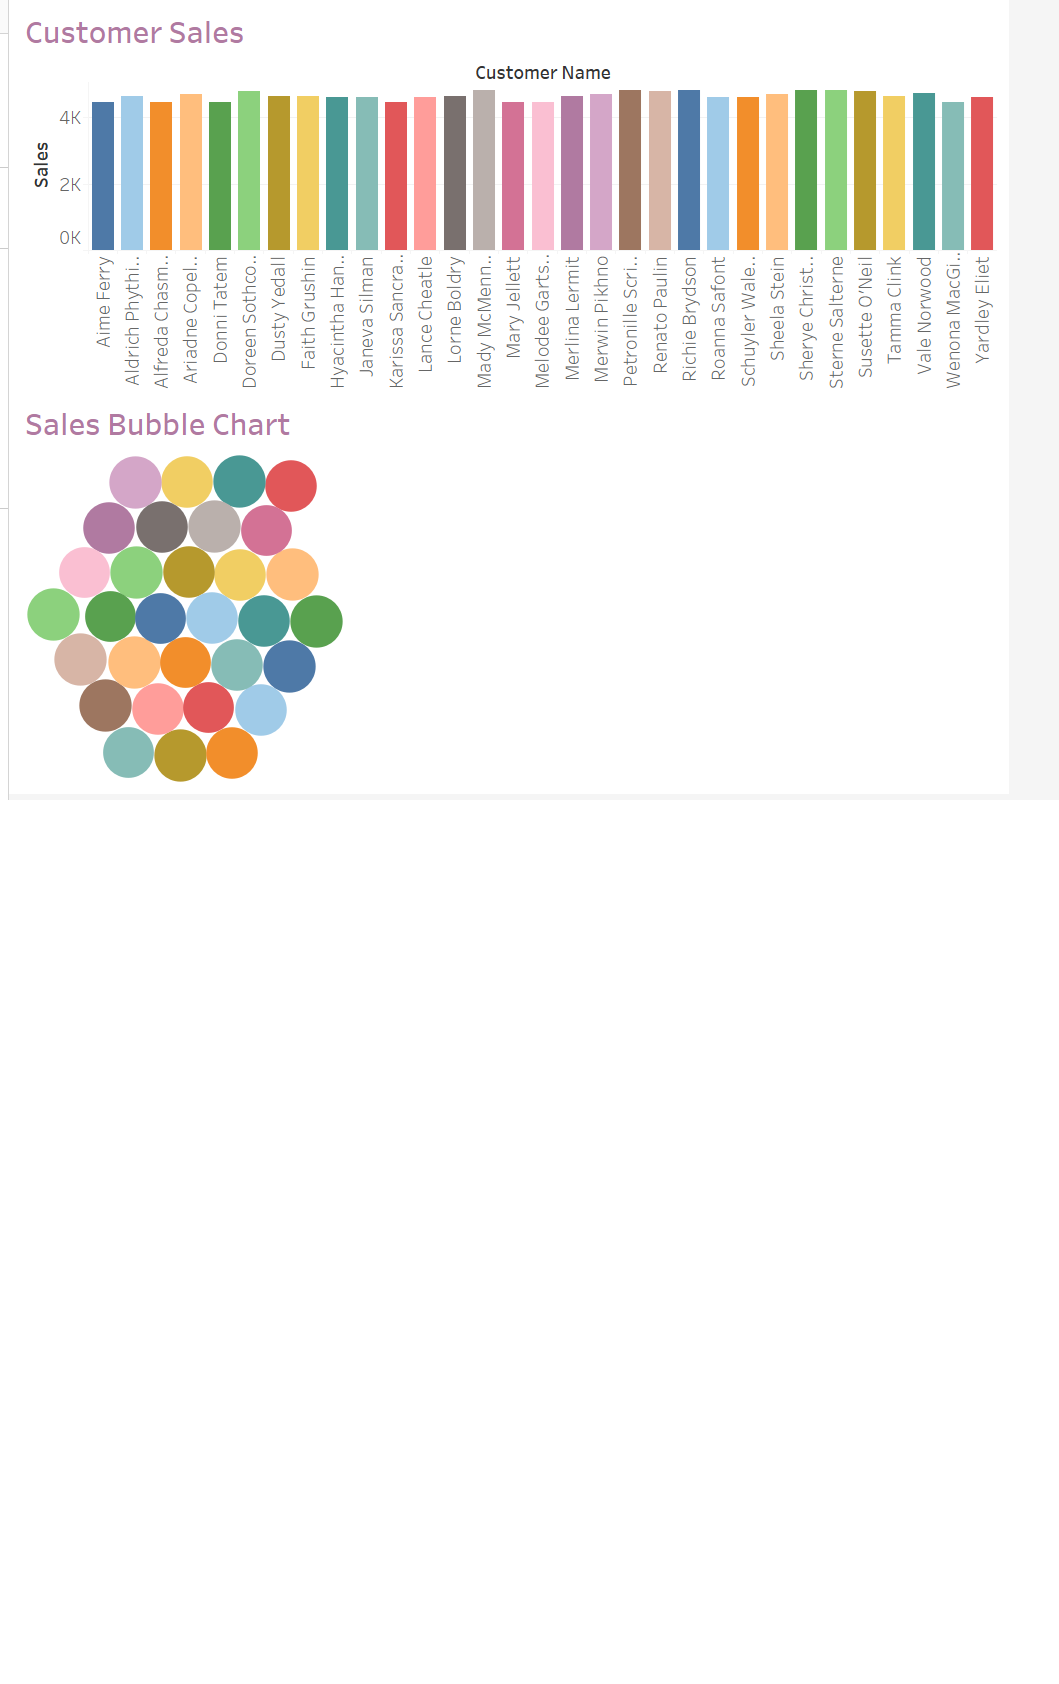 Customer Sales
Customer Name
Sales
4K
2K
0K
Aime Ferry
Aldrich Phythi..
Alfreda Chasm..
Ariadne Copel..
Donni Tatem
Doreen Sothco..
Dusty Yedall
Faith Grushin
Hyacintha Han..
Janeva Silman
Karissa Sancra..
Lance Cheatle
Lorne Boldry
Mady McMenn..
Mary Jellett
Melodee Garts..
Merlina Lermit
Merwin Pikhno
Petronille Scri..
Renato Paulin
Richie Brydson
Roanna Safont
Schuyler Wale..
Sheela Stein
Sherye Christ..
Sterne Salterne
Susette O'Neil
Tamma Clink
Vale Norwood
Wenona MacGi..
Yardley Eliet
Sales Bubble Chart